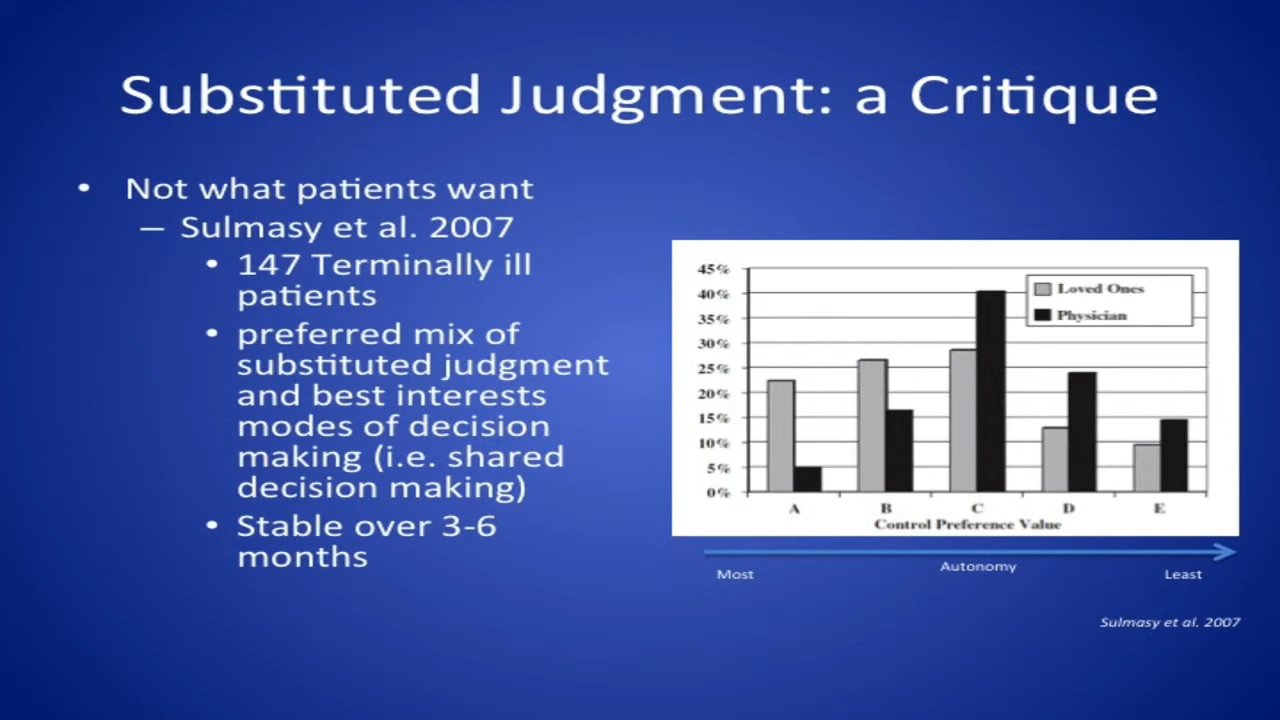 Substituted Judgment: a Critique
• Not what patients want
– Sulmasy et al. 2007
• 147 Terminally ill
patients
• preferred mix of
substituted judgment
and best interests
modes of decision
making (i.e. shared
decision making)
• Stable over 3-6
months
45%
40%
35%
30%
25%
20%
15%
10%
5%
0%
Loved Ones
Physician
A B C D E
Control Preference Value
Most Autonomy Least
Sulmasy et al. 2007